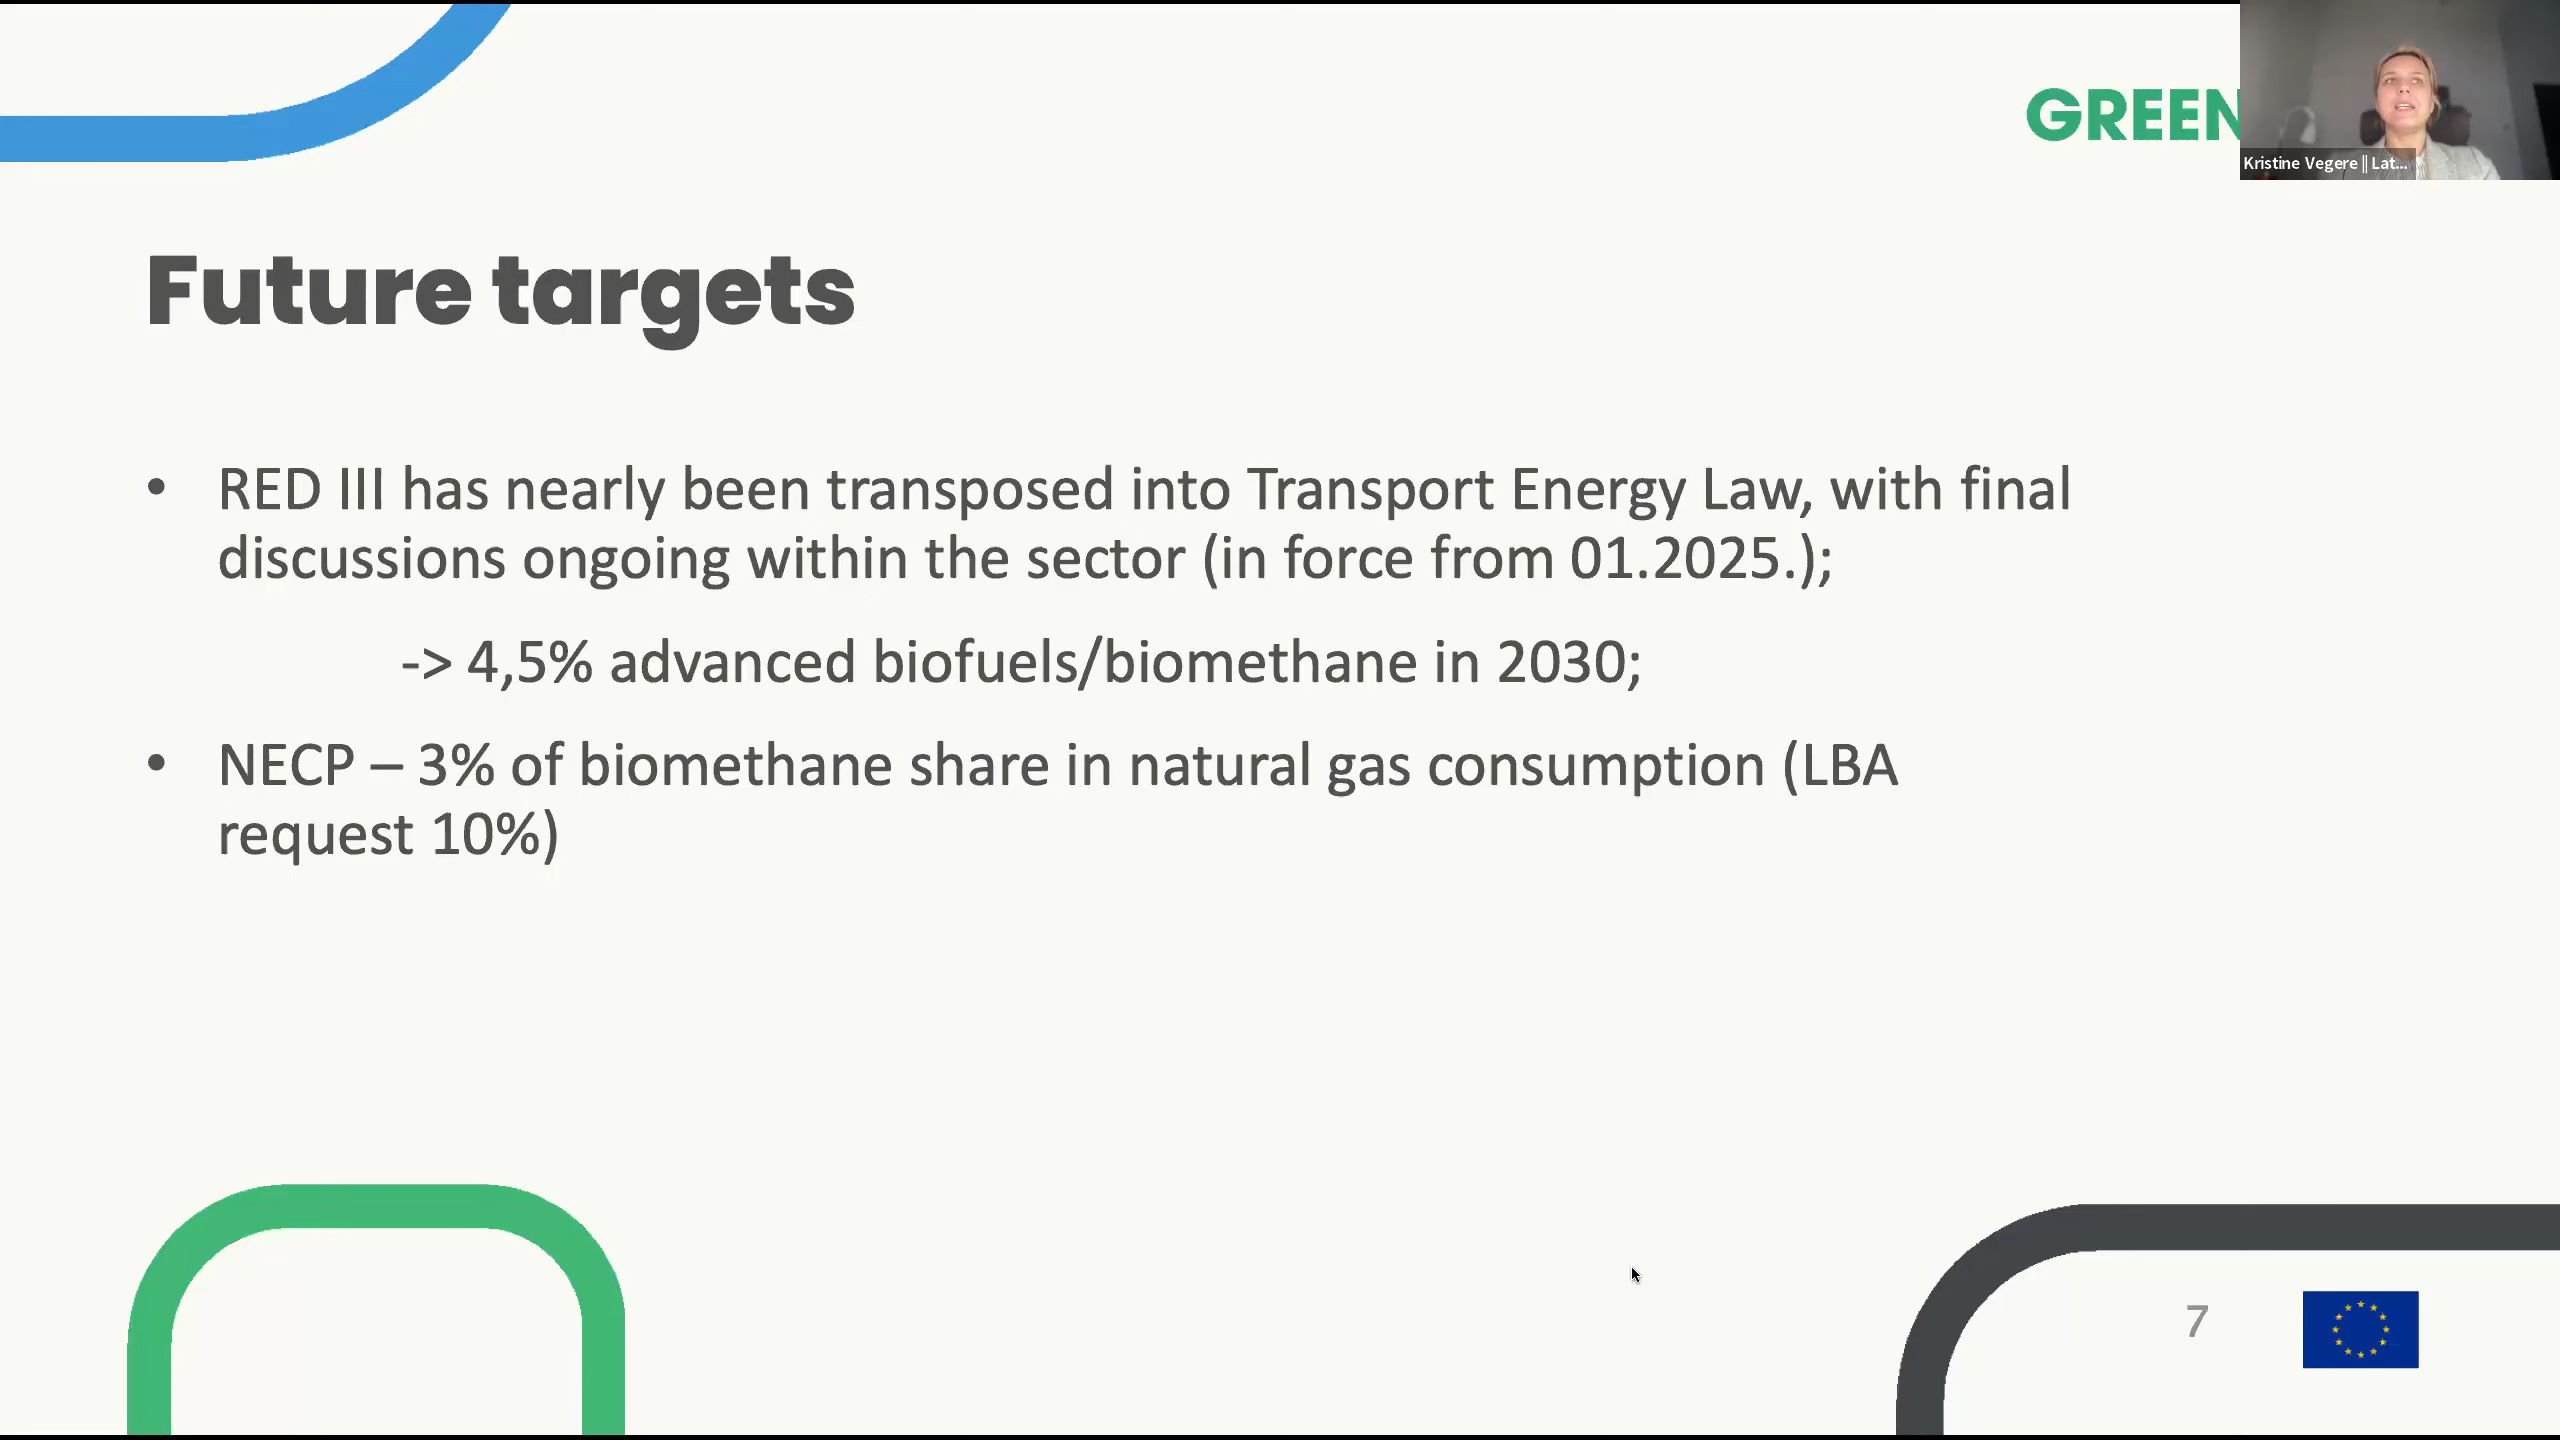 GREEN
Kristine Vegere || Lat...
Future targets
• RED III has nearly been transposed into Transport Energy Law, with final
discussions ongoing within the sector (in force from 01.2025.);
-> 4,5% advanced biofuels/biomethane in 2030;
• NECP – 3% of biomethane share in natural gas consumption (LBA
request 10%)
7